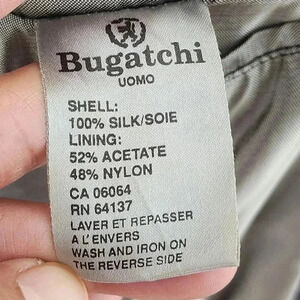 Bugatchi
UOMO
SHELL:
100% SILK/SOIE
LINING:
52% ACETATE
48% NYLON
CA 06064
RN 64137
LAVER ET REPASSER
A L'ENVERS
WASH AND IRON ON
THE REVERSE SIDE